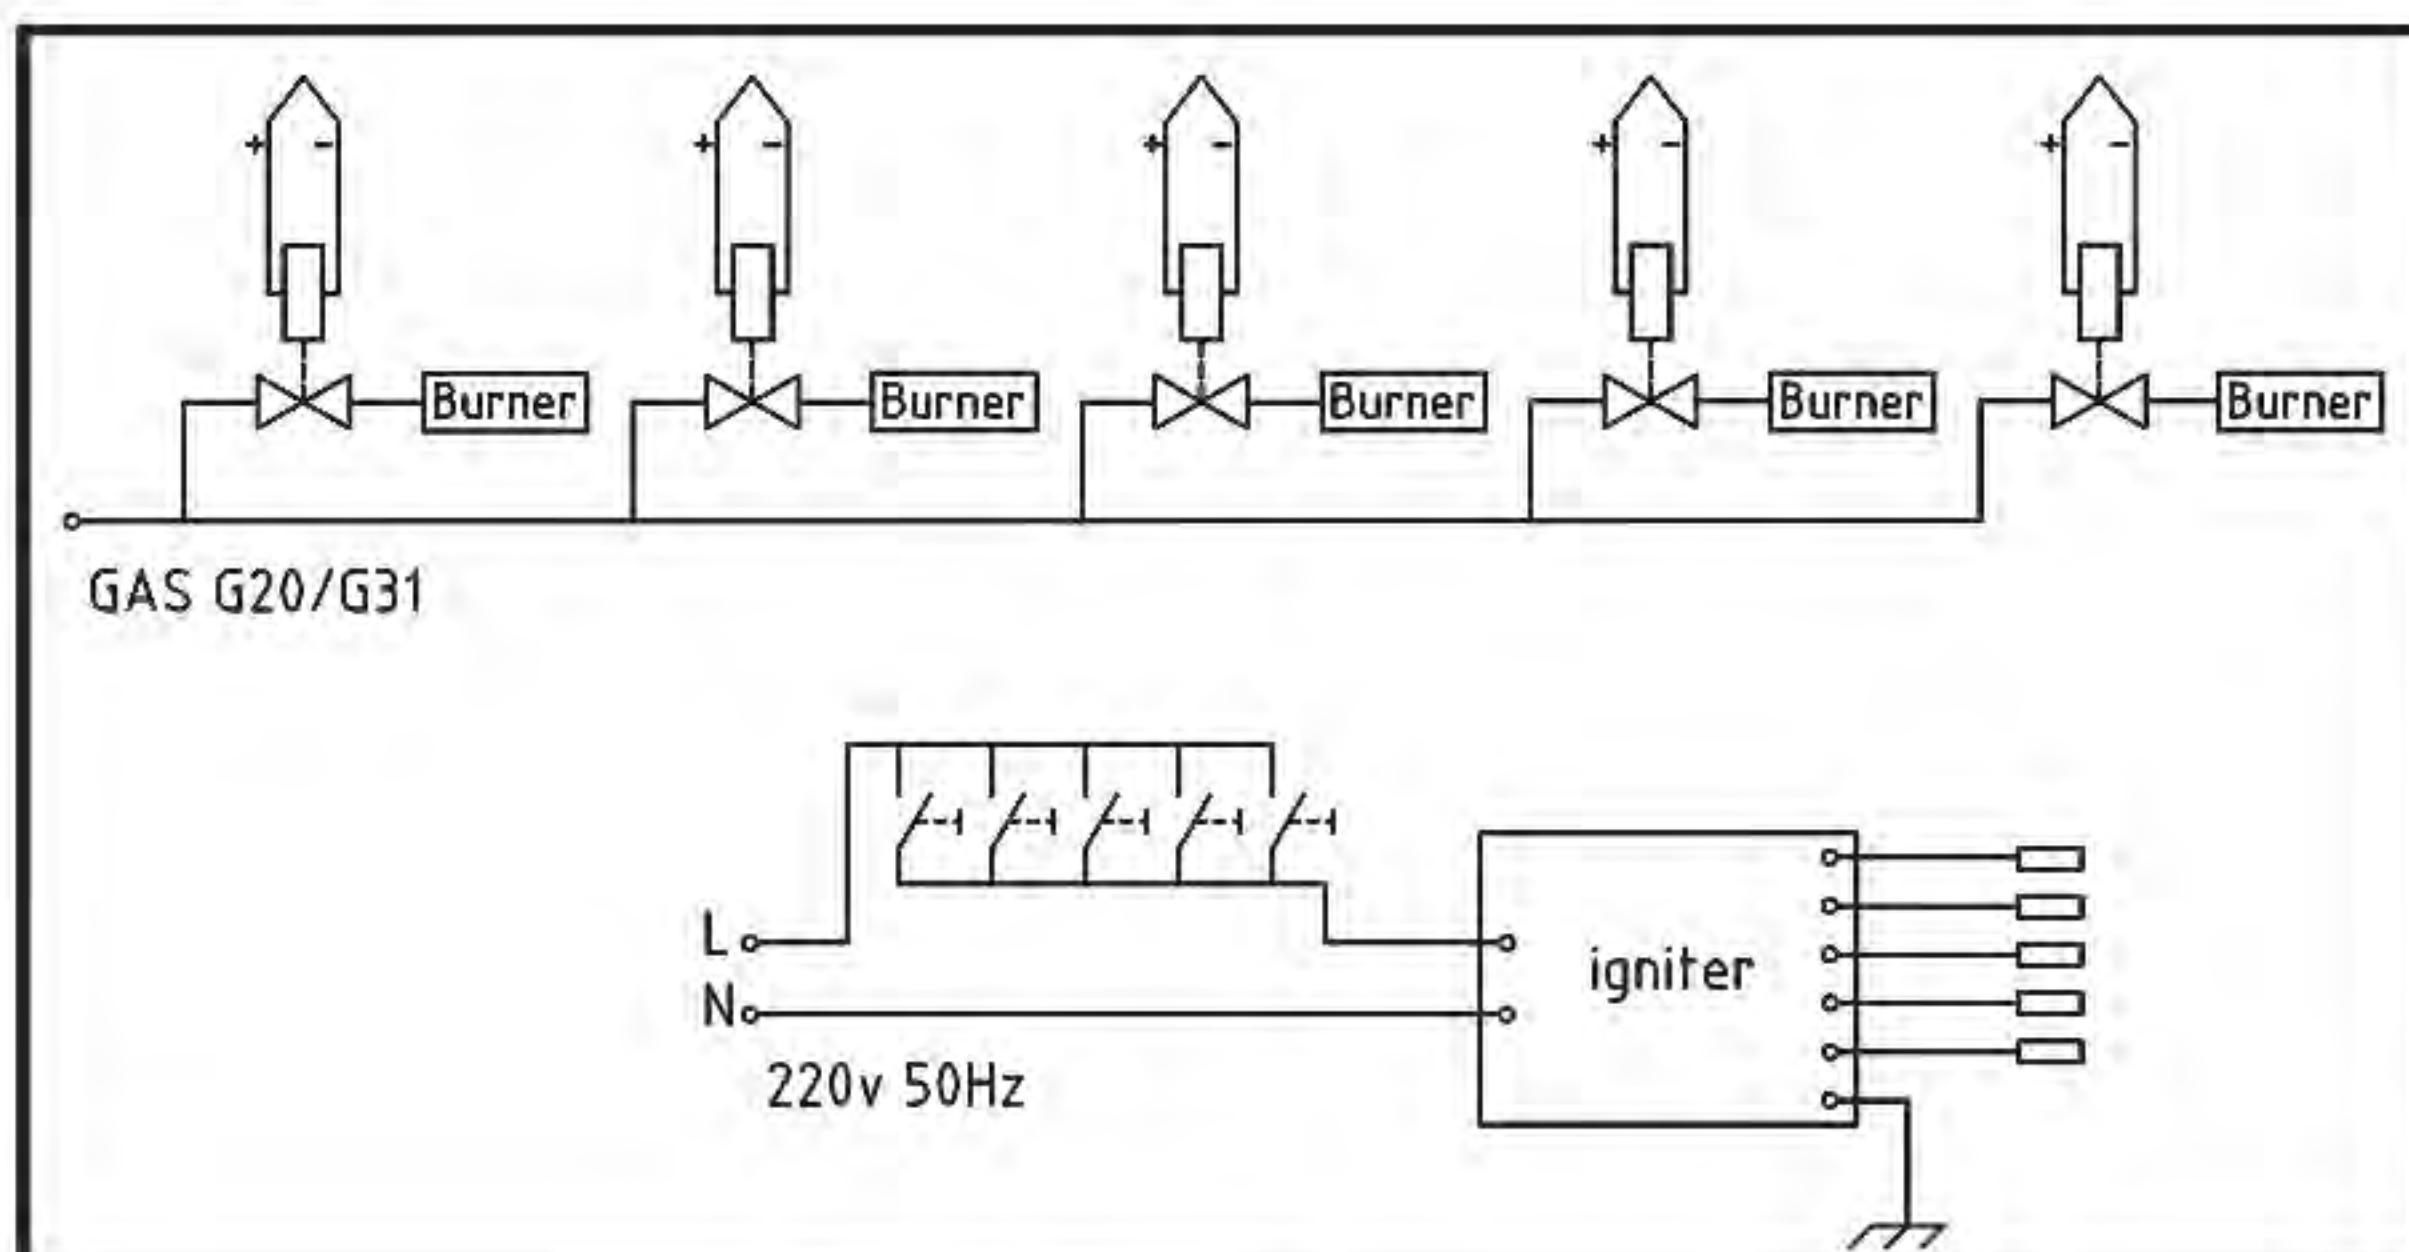 + - + - + - + - + -
Burner Burner Burner Burner Burner
GAS G20/G31
L
N
igniter
220v 50Hz